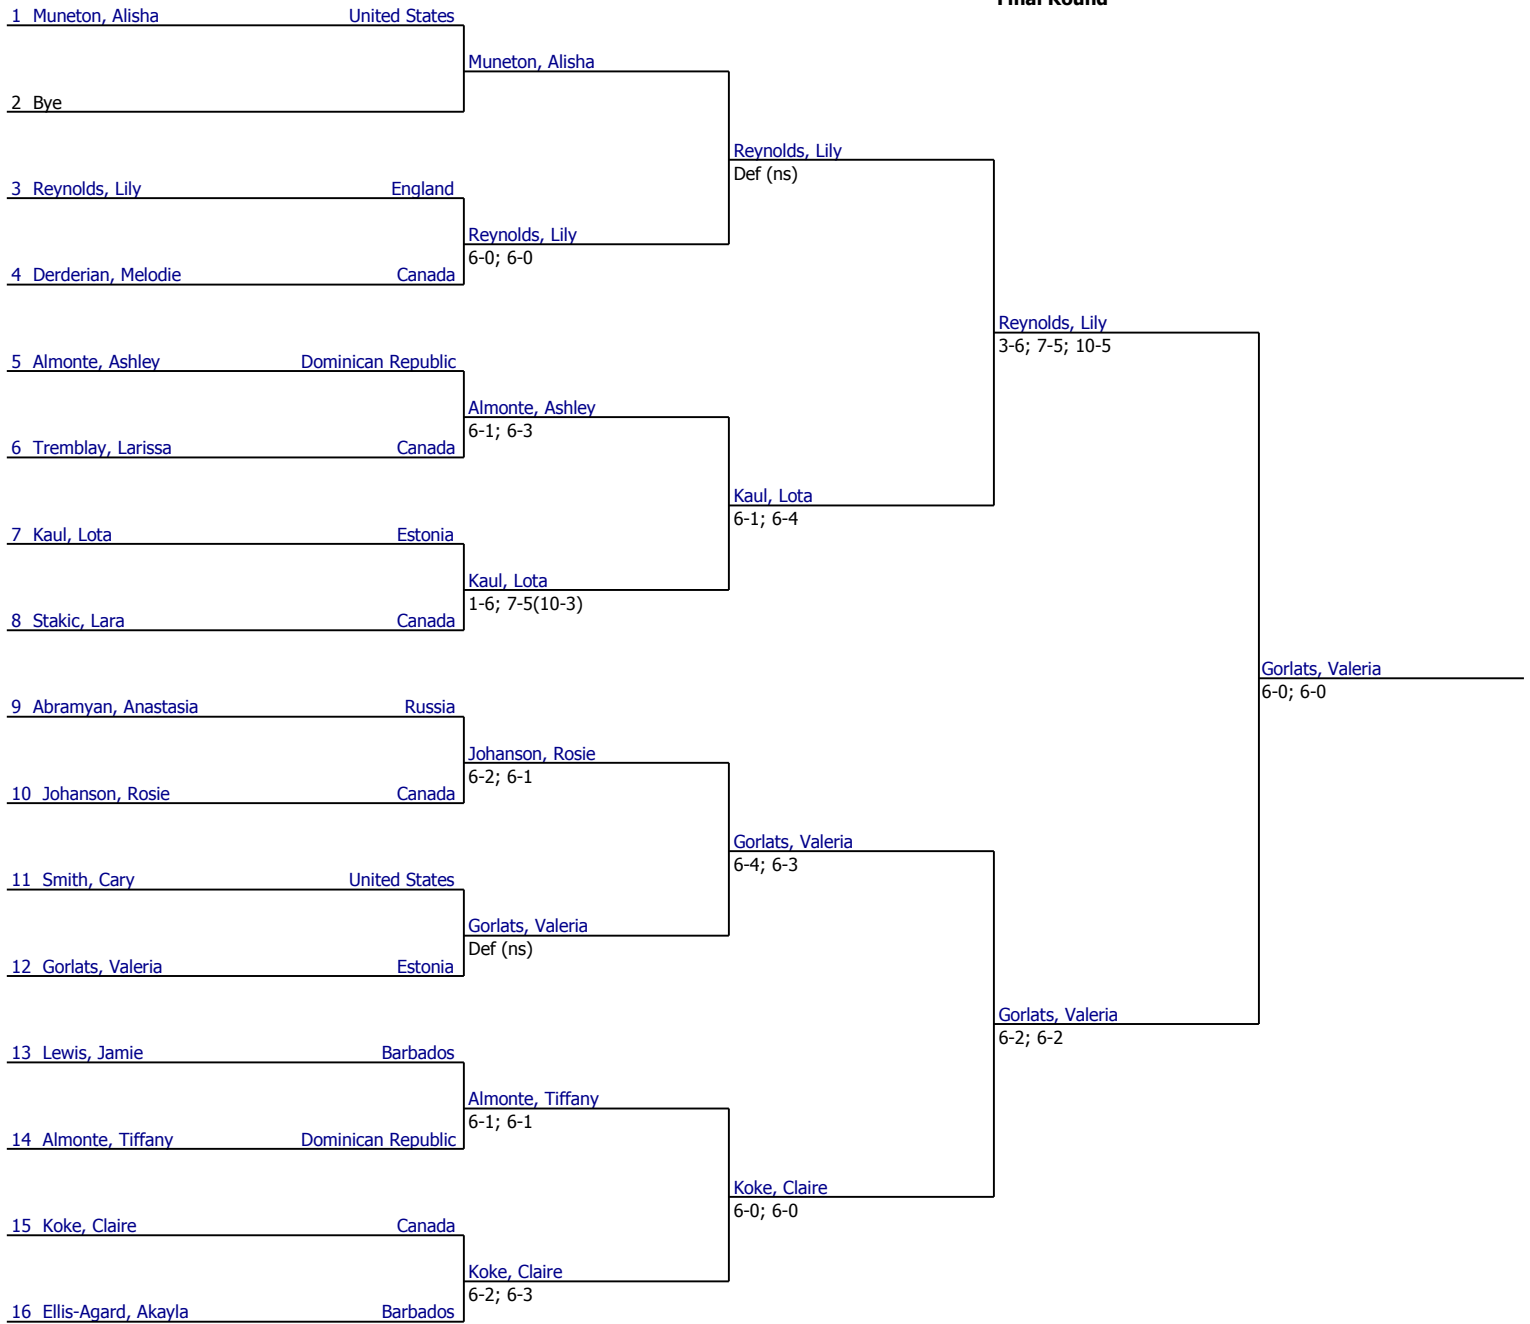 Final Round
1 Muneton, Alisha United States
Muneton, Alisha
2 Bye
Reynolds, Lily
Def (ns)
3 Reynolds, Lily England
Reynolds, Lily
6-0; 6-0
4 Derderian, Melodie Canada
Reynolds, Lily
3-6; 7-5; 10-5
5 Almonte, Ashley Dominican Republic
Almonte, Ashley
6-1; 6-3
6 Tremblay, Larissa Canada
Kaul, Lota
6-1; 6-4
7 Kaul, Lota Estonia
Kaul, Lota
1-6; 7-5(10-3)
8 Stakic, Lara Canada
Gorlats, Valeria
6-0; 6-0
9 Abramyan, Anastasia Russia
Johanson, Rosie
6-2; 6-1
10 Johanson, Rosie Canada
Gorlats, Valeria
6-4; 6-3
11 Smith, Cary United States
Gorlats, Valeria
Def (ns)
12 Gorlats, Valeria Estonia
Gorlats, Valeria
6-2; 6-2
13 Lewis, Jamie Barbados
Almonte, Tiffany
6-1; 6-1
14 Almonte, Tiffany Dominican Republic
Koke, Claire
6-0; 6-0
15 Koke, Claire Canada
Koke, Claire
6-2; 6-3
16 Ellis-Agard, Akayla Barbados